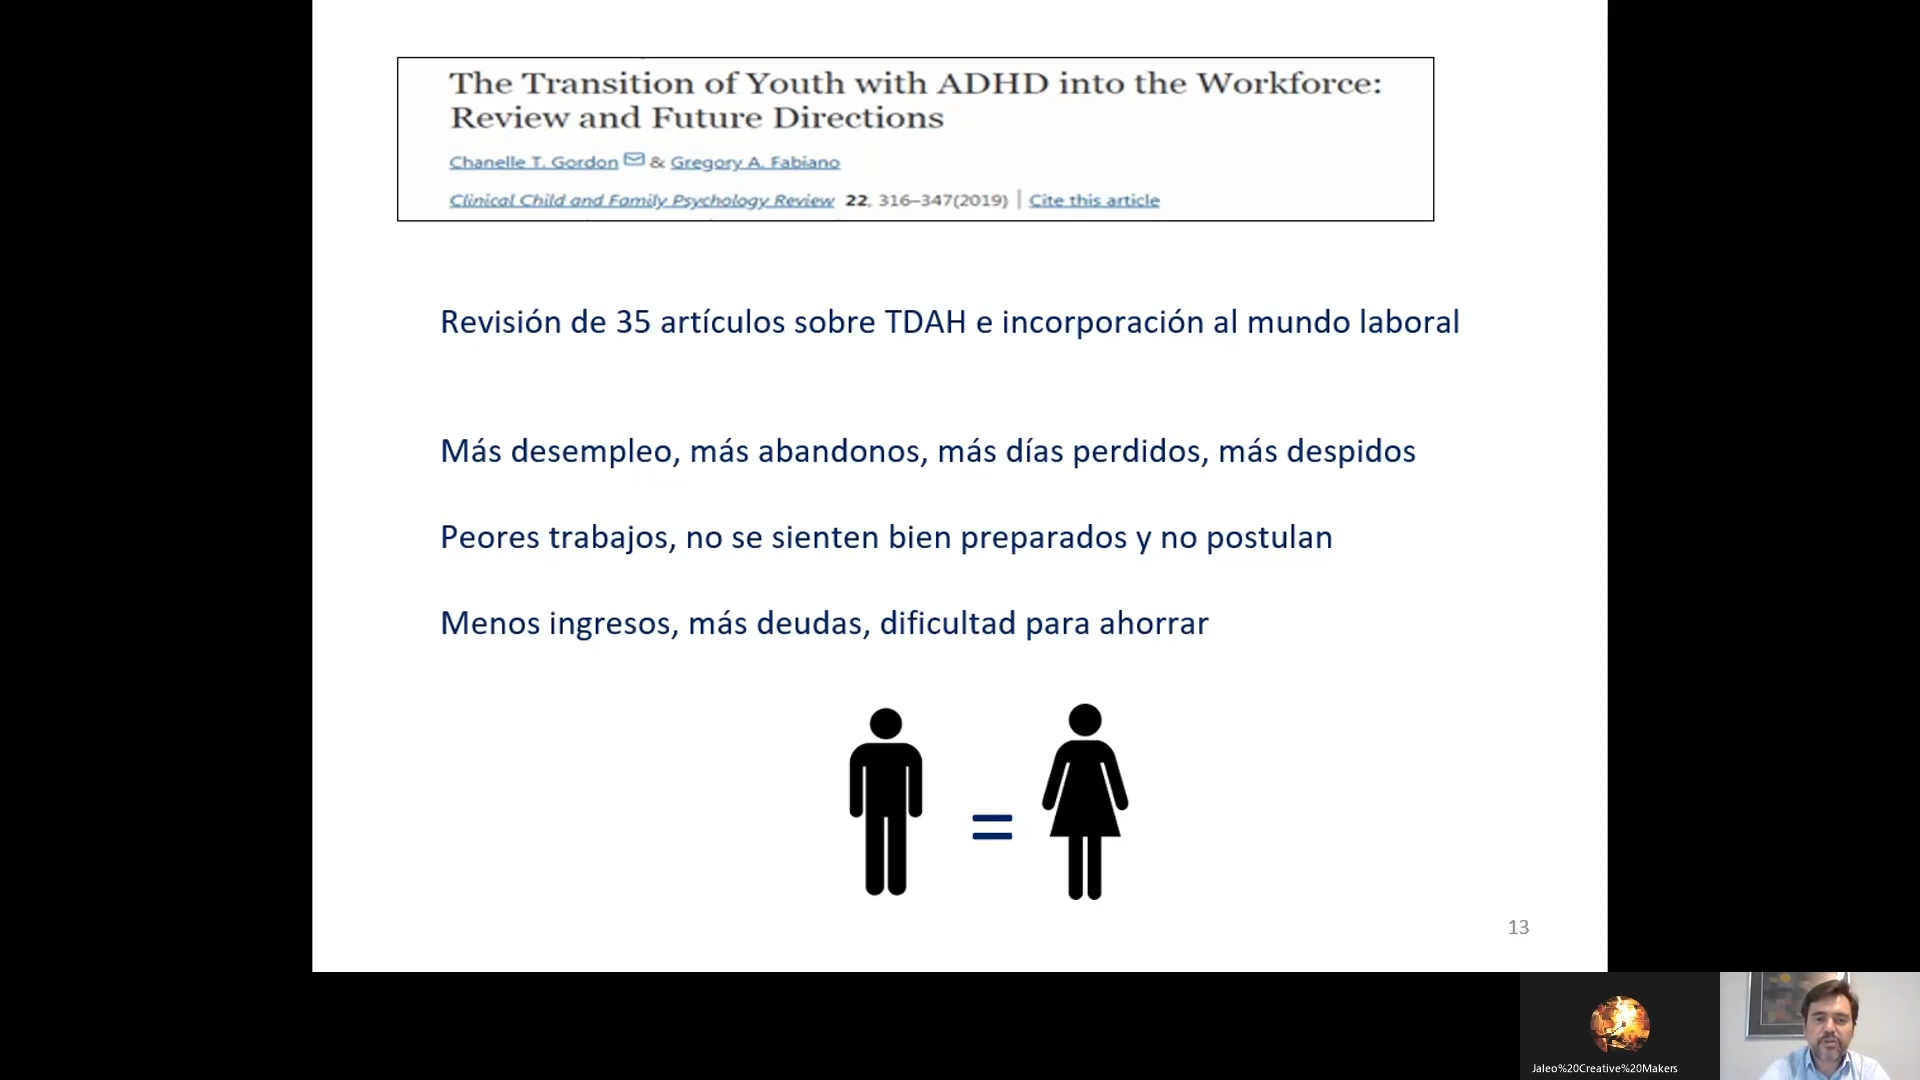 The Transition of Youth with ADHD into the Workforce:
Review and Future Directions
Chanelle T. Gordon & Gregory A. Fabiano
Clinical Child and Family Psychology Review 22, 316–347(2019) | Cite this article
Revisión de 35 artículos sobre TDAH e incorporación al mundo laboral
Más desempleo, más abandonos, más días perdidos, más despidos
Peores trabajos, no se sienten bien preparados y no postulan
Menos ingresos, más deudas, dificultad para ahorrar
=
13
Jaleo%20Creative%20Makers